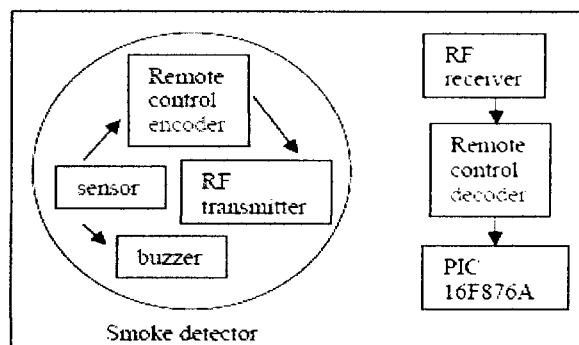 Remote
control
encoder
sensor
RF
transmitter
buzzer
Smoke detector
RF
receiver
Remote
control
decoder
PIC
16F876A